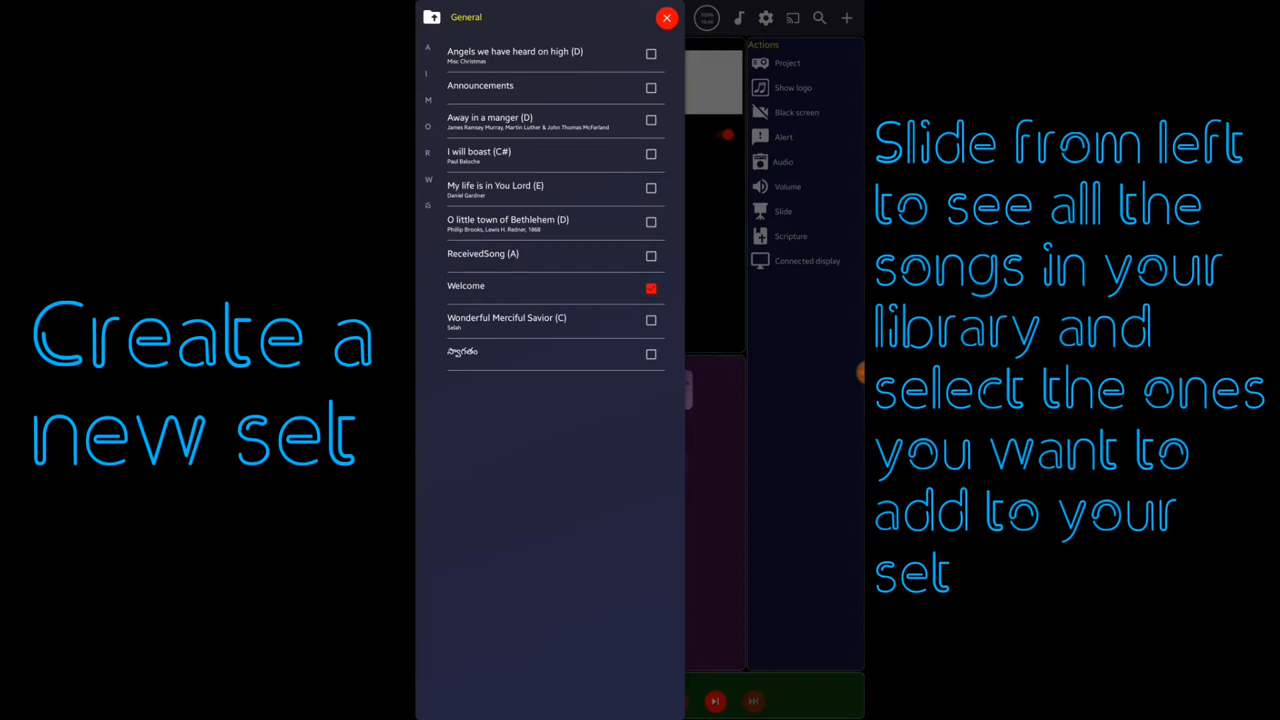 Create a
new set
General
A
I
M
O
R
W
Angels we have heard on high (D)
Misc Christmas
Announcements
Away in a manger (D)
James Ramsey Murray, Martin Luther & John Thomas McFarland
I will boast (C#)
Paul Baloche
My life is in You Lord (E)
Daniel Gardner
O little town of Bethlehem (D)
Phillip Brooks, Lewis H. Redner, 1868
ReceivedSong (A)
Welcome
Wonderful Merciful Savior (C)
Selah
స్వాగతం
100%
Actions
Project
Show logo
Black screen
Alert
Audio
Volume
Slide
Scripture
Connected display
Slide from left
to see all the
songs in your
library and
select the ones
you want to
add to your
set